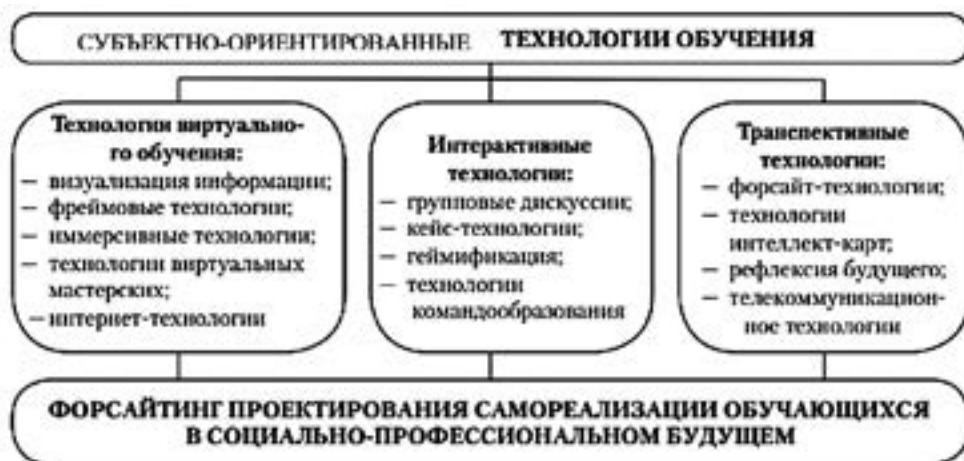 СУБЪЕКТНО-ОРИЕНТИРОВАННЫЕ ТЕХНОЛОГИИ ОБУЧЕНИЯ
Технологии виртуально-
го обучения:
— визуализация информации;
— фреймовые технологии;
— иммерсивные технологии;
— технологии виртуальных
мастерских;
— интернет-технологии
Интерактивные
технологии:
— групповые дискуссии;
— кейс-технологии;
— геймификация;
— технологии
командообразования
Транспективные
технологии:
— форсайт-технологии;
— технологии
интеллект-карт;
— рефлексия будущего;
— телекоммуникацион-
ное технологии
ФОРСАЙТИНГ ПРОЕКТИРОВАНИЯ САМОРЕАЛИЗАЦИИ ОБУЧАЮЩИХСЯ
В СОЦИАЛЬНО-ПРОФЕССИОНАЛЬНОМ БУДУЩЕМ